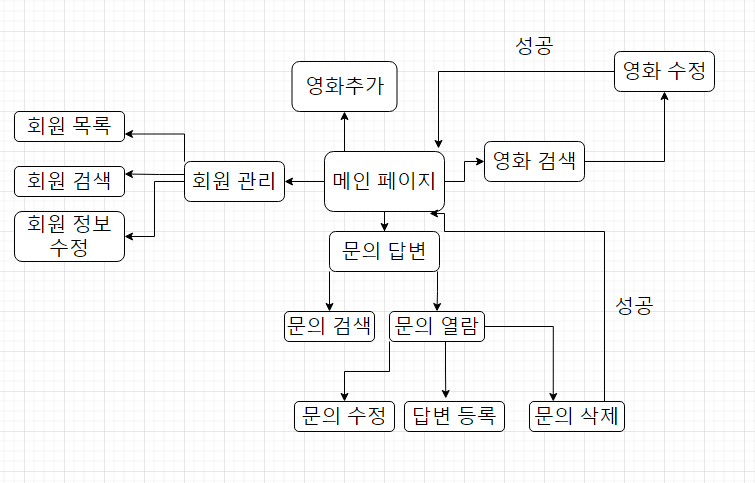 성공
영화 수정
영화추가
회원 목록
영화 검색
회원 검색
회원 관리
메인 페이지
회원 정보
수정
문의 답변
성공
문의 검색
문의 열람
문의 수정
답변 등록
문의 삭제